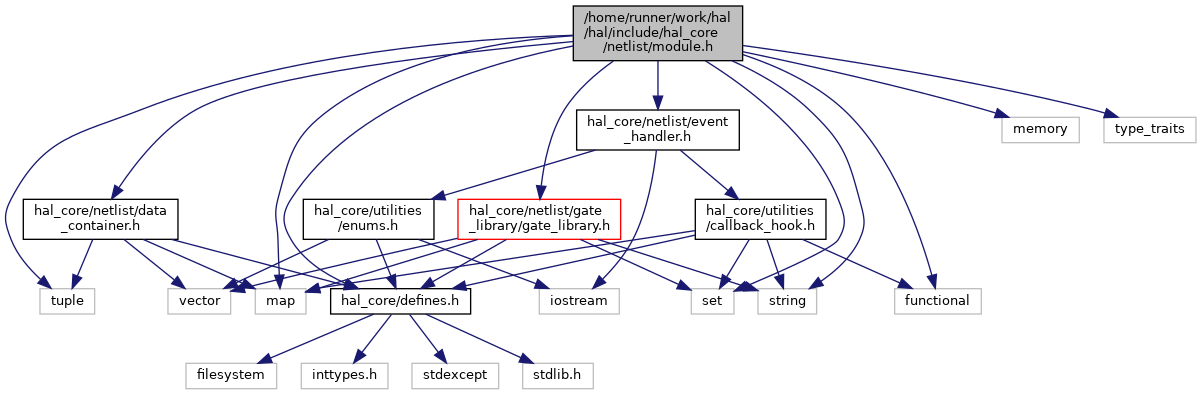 /home/runner/work/hal
/hal/include/hal_core
/netlist/module.h
hal_core/netlist/event
_handler.h
memory
type_traits
hal_core/netlist/data
_container.h
hal_core/utilities
/enums.h
hal_core/netlist/gate
_library/gate_library.h
hal_core/utilities
/callback_hook.h
tuple
vector
map
hal_core/defines.h
iostream
set
string
functional
filesystem
inttypes.h
stdexcept
stdlib.h